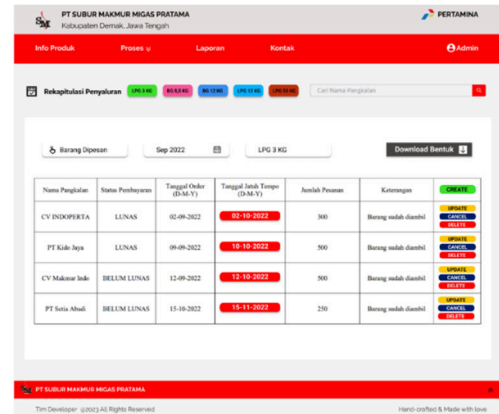 SM PT SUBUR MAKMUR MIGAS PRATAMA PERTAMINA
Kabupaten Demak, Jawa Tengah
Info Produk Proses Laporan Kontak Admin
Rekapitulasi Penyaluran LPG 3 KG BG 5,5 KG BG 12 KG LPG 12 KG LPG 50 KG Cari Nama Pangkalan
Barang Dipesan Sep 2022 LPG 3 KG Download Bentuk
Nama Pangkalan Status Pembayaran Tanggal Order (D-M-Y) Tanggal Jatuh Tempo (D-M-Y) Jumlah Pesanan Keterangan CREATE
CV INDOPERTA LUNAS 02-09-2022 02-10-2022 300 Barang sudah diambil UPDATE CANCEL DELETE
PT Kido Jaya LUNAS 09-09-2022 10-10-2022 500 Barang sudah diambil UPDATE CANCEL DELETE
CV Makmur Indo BELUM LUNAS 12-09-2022 12-10-2022 500 Barang sudah diambil UPDATE CANCEL DELETE
PT Setia Abadi BELUM LUNAS 15-10-2022 15-11-2022 250 Barang sudah diambil UPDATE CANCEL DELETE
PT SUBUR MAKMUR MIGAS PRATAMA
Tim Developer @2023 All Rights Reserved Hand-crafted & Made with love